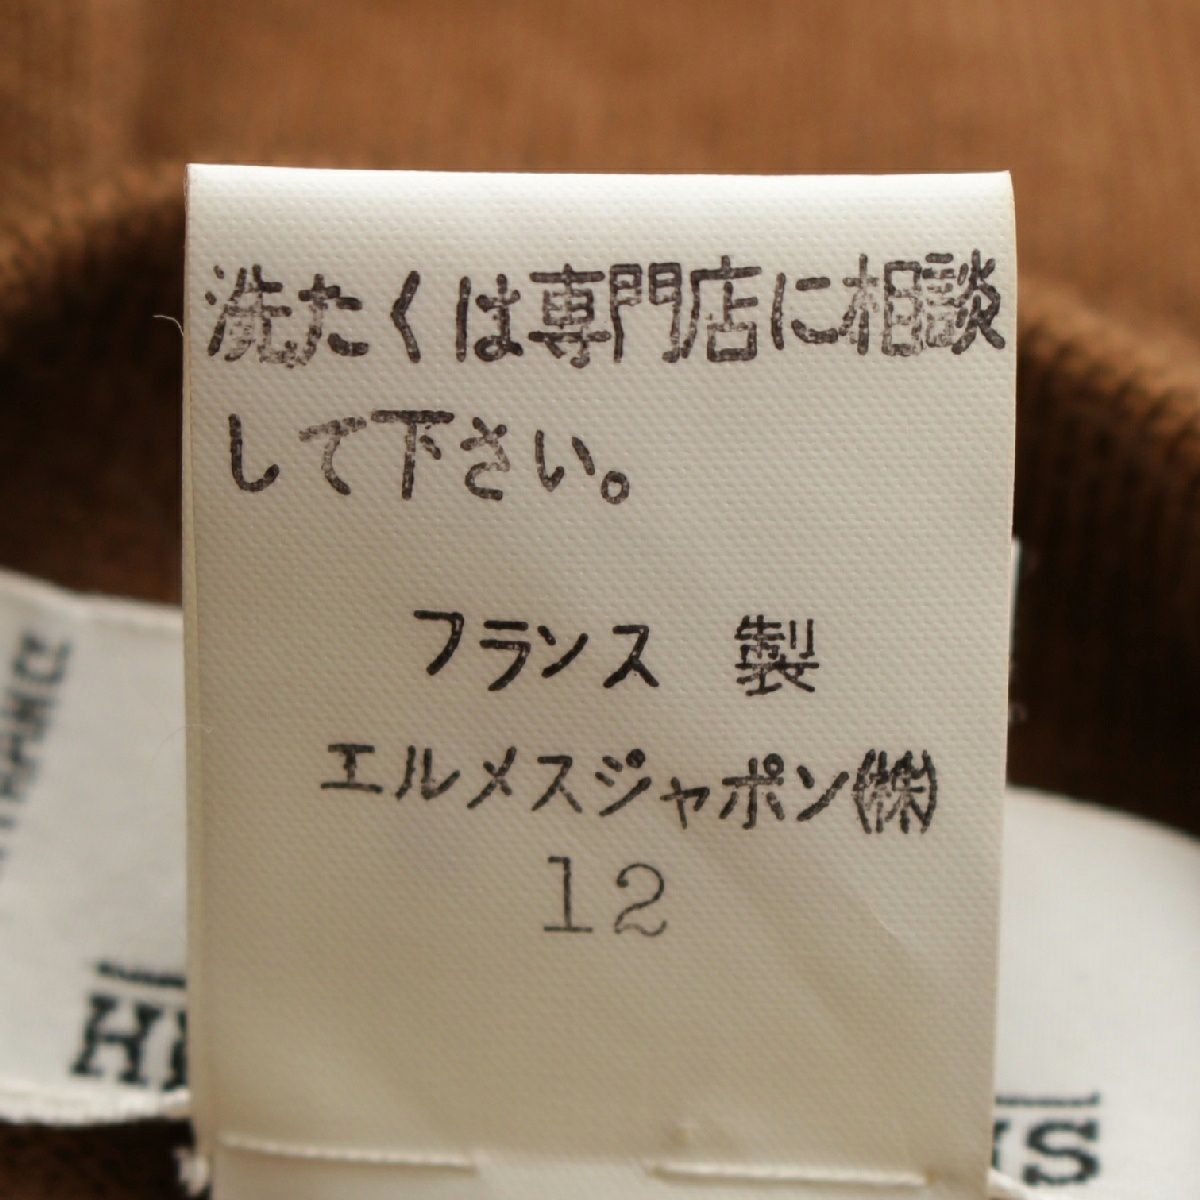 洗たくは専門店に相談
して下さい。
フランス 製
エルメスジャポン㈱
12
FRANCE